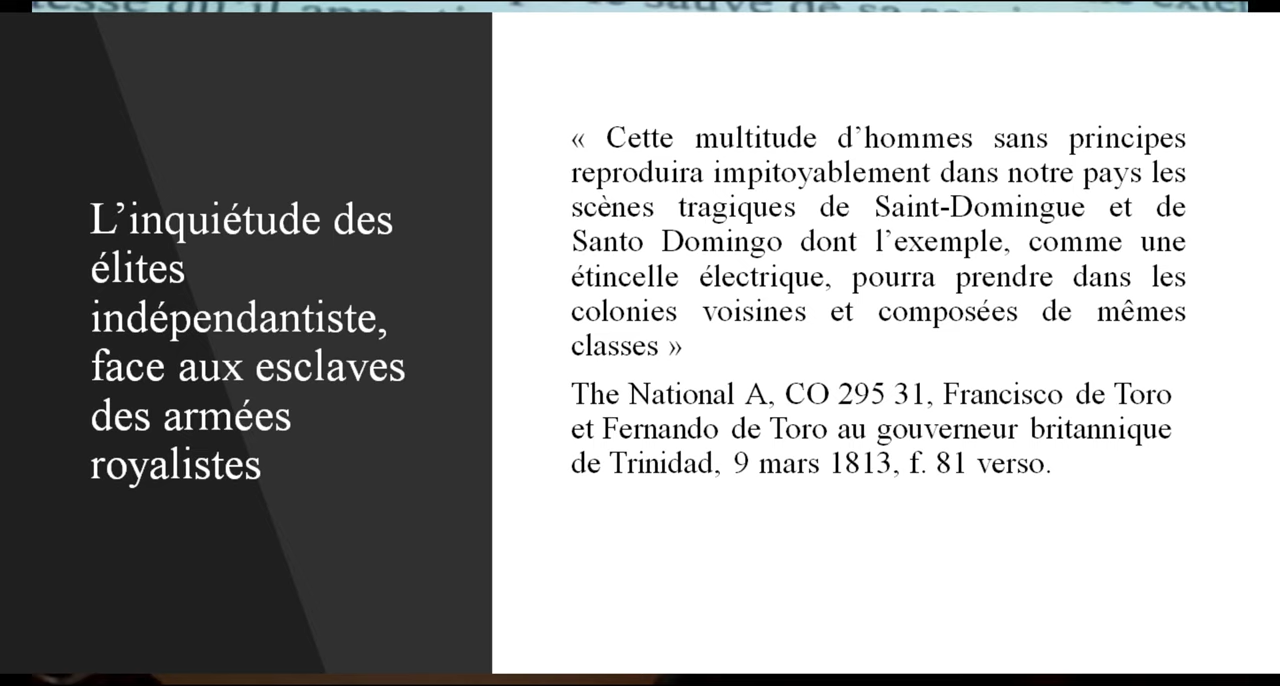 L’inquiétude des
élites
indépendantiste,
face aux esclaves
des armées
royalistes
« Cette multitude d’hommes sans principes
reproduira impitoyablement dans notre pays les
scènes tragiques de Saint-Domingue et de
Santo Domingo dont l’exemple, comme une
étincelle électrique, pourra prendre dans les
colonies voisines et composées de mêmes
classes »
The National A, CO 295 31, Francisco de Toro
et Fernando de Toro au gouverneur britannique
de Trinidad, 9 mars 1813, f. 81 verso.